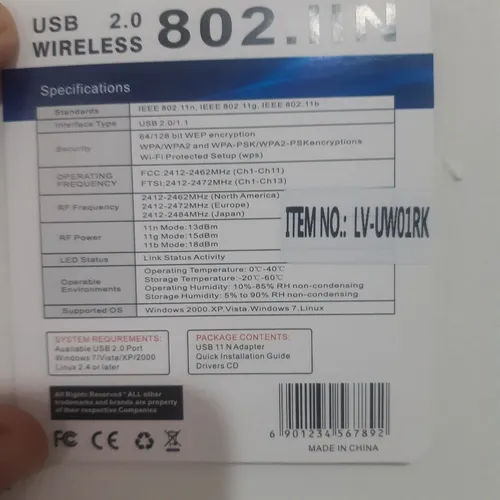 USB 2.0
WIRELESS 802.11N
Specifications
Standards IEEE 802.11n, IEEE 802 11g, IEEE 802.11b
Interface Type USB 2.0/1.1
Security 64/128 bit WEP encryption
WPA/WPA2 and WPA-PSK/WPA2-PSKencryptions
Wi-Fi Protected Setup (wps)
OPERATING FREQUENCY FCC:2412-2462MHz (Ch1-Ch11)
FTSI:2412-2472MHz (Ch1-Ch13)
RF Frequency 2412-2462MHz (North America)
2412-2472MHz (Europe)
2412-2484MHz (Japan)
ITEM NO.: LV-UW01RK
RF Power 11n Mode:13dBm
11g Mode:15dBm
11b Mode:18dBm
LED Status Link Status Activity
Operable Environments Operating Temperature: 0℃-40℃
Storage Temperature:-20℃-60℃
Operating Humidity: 10%-85% RH non-condensing
Storage Humidity: 5% to 90% RH non-condensing
Supported OS Windows 2000.XP Vista.Windows 7.Linux
SYSTEM REQUREMENTS:
Available USB 2.0 Port
Windows 7/Vista/XP/2000
Linux 2.4 or later
PACKAGE CONTENTS:
USB 11 N Adapter
Quick Installation Guide
Drivers CD
All Rights Reserved * ALL other
trademarks and brands are property
of their respective Companies
FC CE
6 901234 567892
MADE IN CHINA